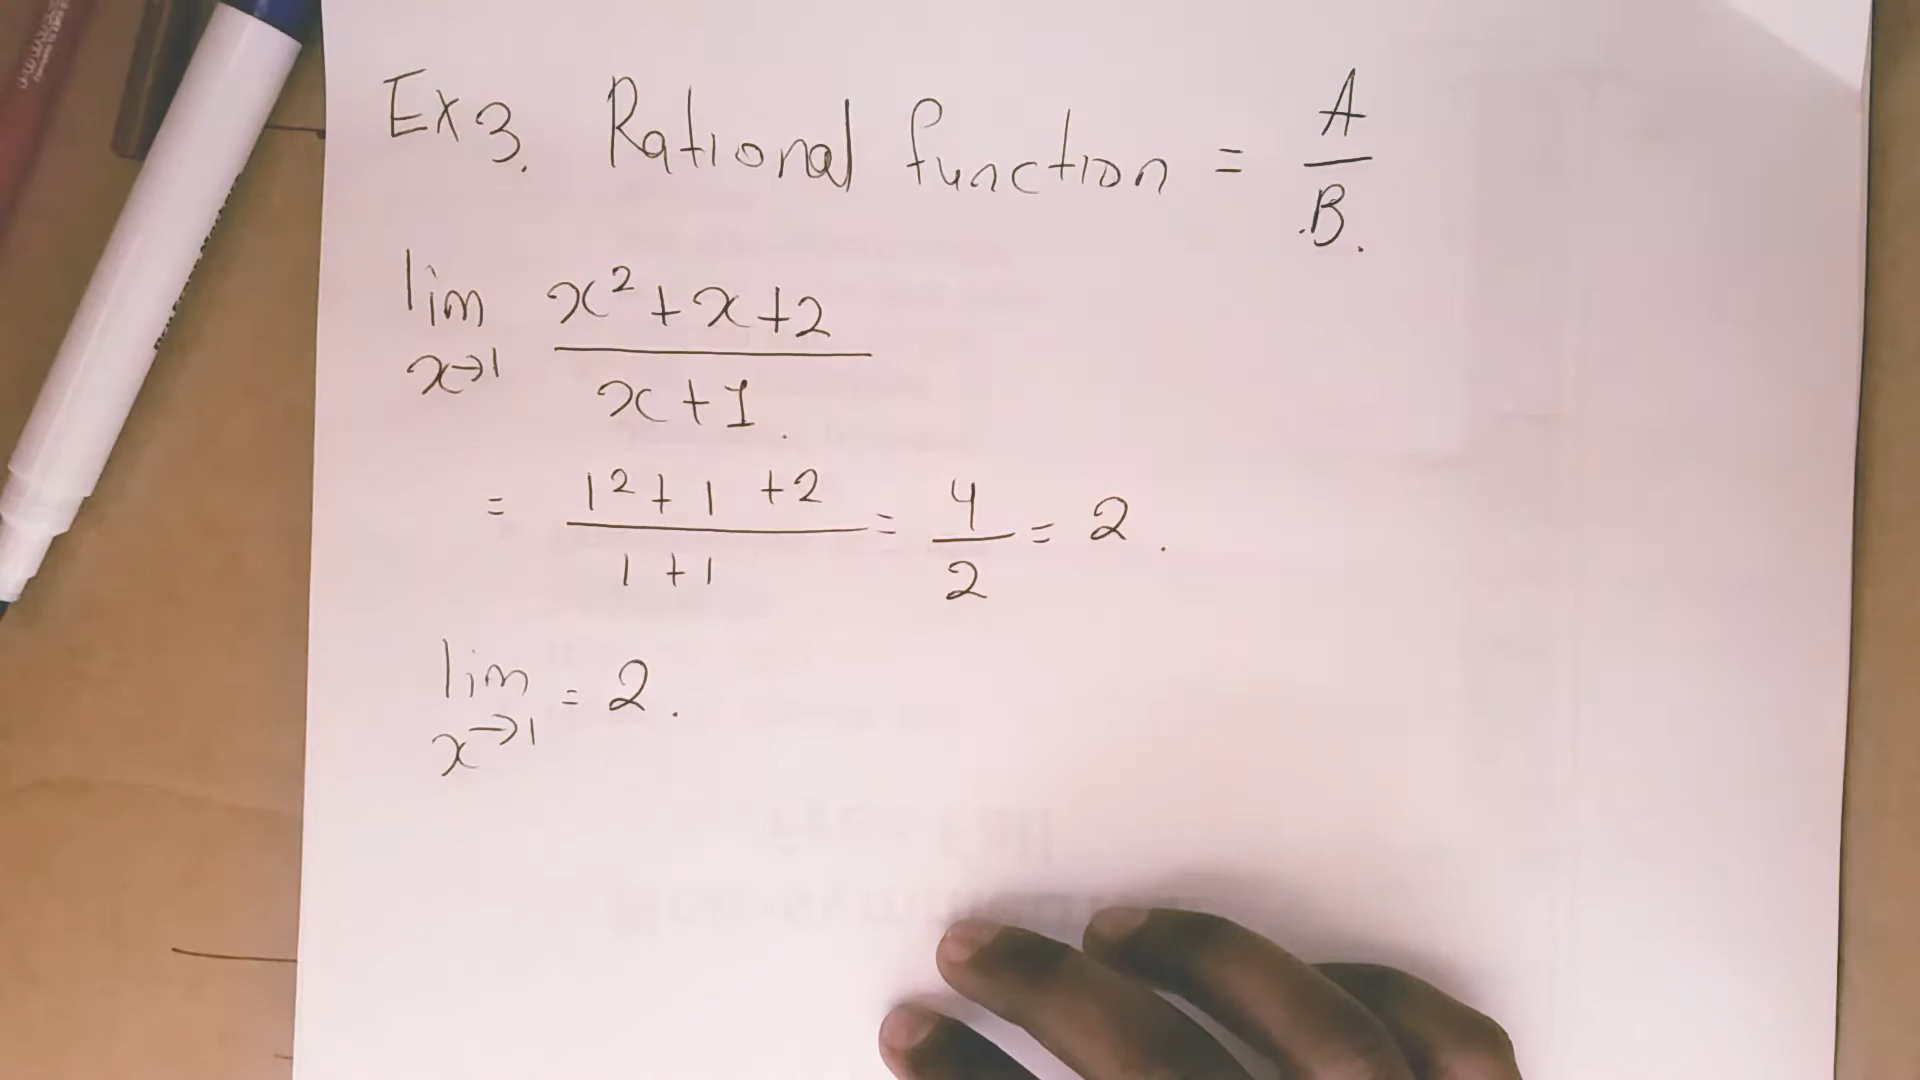 Ex 3. Rational function = A/B.
lim x→1 x²+x+2 / x+1.
= 1²+1+2 / 1+1 = 4/2 = 2.
lim x→1 = 2.